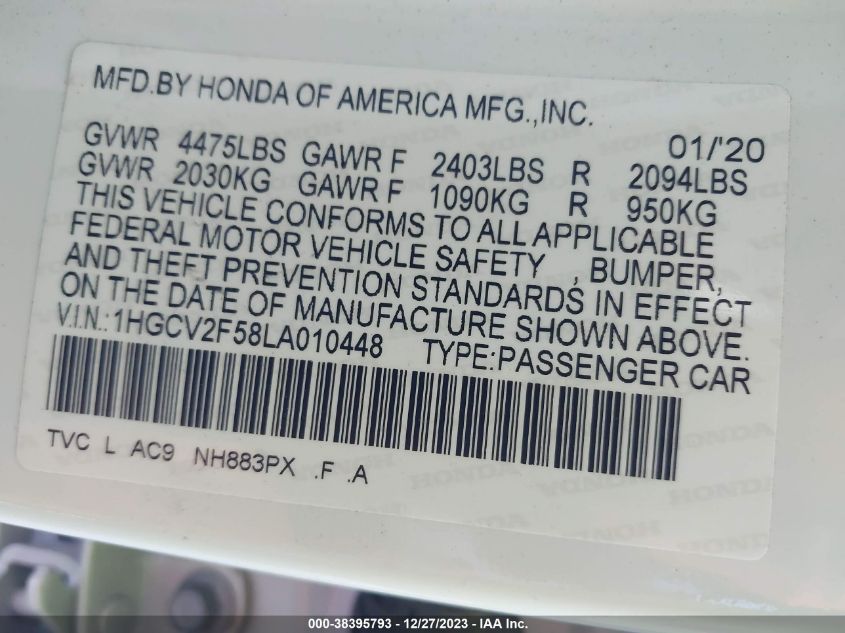 MFD.BY HONDA OF AMERICA MFG.,INC.
01/'20
GVWR 4475LBS GAWR F 2403LBS R 2094LBS
GVWR 2030KG GAWR F 1090KG R 950KG
THIS VEHICLE CONFORMS TO ALL APPLICABLE
FEDERAL MOTOR VEHICLE SAFETY , BUMPER,
AND THEFT PREVENTION STANDARDS IN EFFECT
ON THE DATE OF MANUFACTURE SHOWN ABOVE.
V.I.N.:1HGCV2F58LA010448 TYPE:PASSENGER CAR
TVC L AC9 NH883PX .F .A
000-38395793 - 12/27/2023 - IAA Inc.